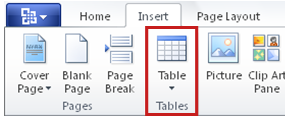 Home Insert Page Layout
Cover Page Blank Page Page Break Table Picture Clip Art Pane
Pages Tables